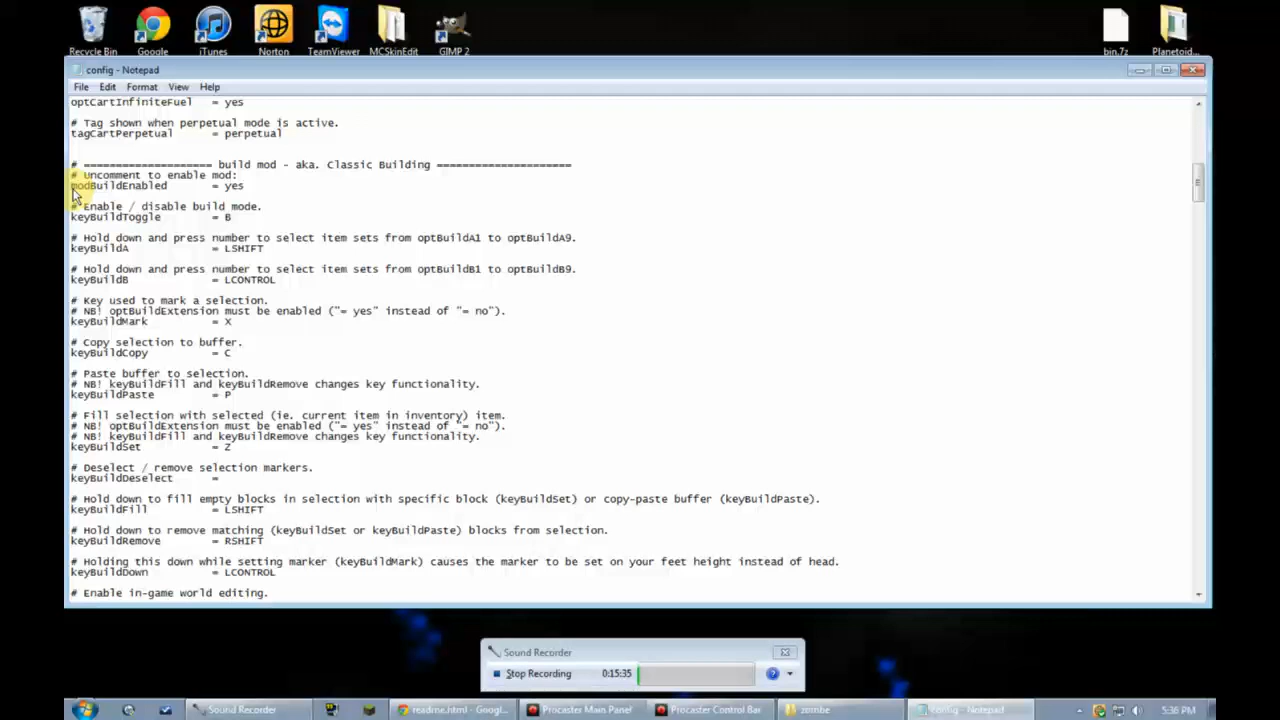 Recycle Bin
Google
iTunes
Norton
TeamViewer
MCSkinEdit
GIMP 2
bin.7z
Planetoid...
config - Notepad
File Edit Format View Help
optCartInfiniteFuel = yes
# Tag shown when perpetual mode is active.
tagCartPerpetual = perpetual
# ==================== build mod - aka. Classic Building =====================
# Uncomment to enable mod:
modBuildEnabled = yes
# Enable / disable build mode.
keyBuildToggle = B
# Hold down and press number to select item sets from optBuildA1 to optBuildA9.
keyBuildA = LSHIFT
# Hold down and press number to select item sets from optBuildB1 to optBuildB9.
keyBuildB = LCONTROL
# Key used to mark a selection.
# NB! optBuildExtension must be enabled ("= yes" instead of "= no").
keyBuildMark = X
# Copy selection to buffer.
keyBuildCopy = C
# Paste buffer to selection.
# NB! keyBuildFill and keyBuildRemove changes key functionality.
keyBuildPaste = P
# Fill selection with selected (ie. current item in inventory) item.
# NB! optBuildExtension must be enabled ("= yes" instead of "= no").
# NB! keyBuildFill and keyBuildRemove changes key functionality.
keyBuildSet = Z
# Deselect / remove selection markers.
keyBuildDeselect =
# Hold down to fill empty blocks in selection with specific block (keyBuildSet) or copy-paste buffer (keyBuildPaste).
keyBuildFill = LSHIFT
# Hold down to remove matching (keyBuildSet or keyBuildPaste) blocks from selection.
keyBuildRemove = RSHIFT
# Holding this down while setting marker (keyBuildMark) causes the marker to be set on your feet height instead of head.
keyBuildDown = LCONTROL
# Enable in-game world editing.
Sound Recorder
Stop Recording 0:15:35
Sound Recorder
readme.html - Googl...
Procaster Main Panel
Procaster Control Bar
zombe
config - Notepad
5:36 PM